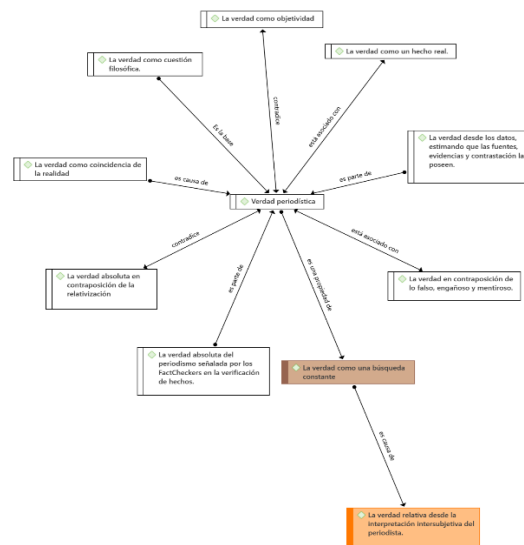 La verdad como objetividad
La verdad como un hecho real.
La verdad como cuestión
filosófica.
contradice
está asociado con
Es la base
La verdad desde los datos,
estimando que las fuentes,
evidencias y contrastación la
poseen.
La verdad como coincidencia de
la realidad
es causa de
es parte de
Verdad periodística
contradice
está asociado con
es parte de
es una propiedad de
La verdad absoluta en
contraposición de la
relativización
La verdad en contraposición de
lo falso, engañoso y mentiroso.
La verdad absoluta del
periodismo señalada por los
FactCheckers en la verificación
de hechos.
La verdad como una búsqueda
constante
es causa de
La verdad relativa desde la
interpretación intersubjetiva del
periodista.